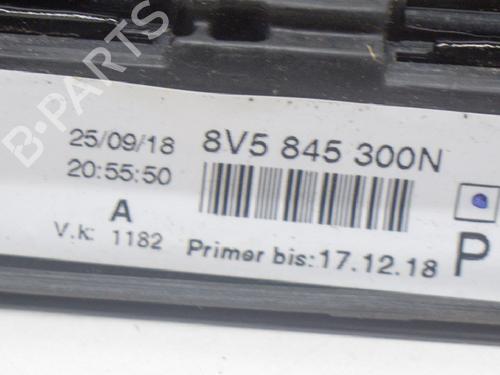 B-PARTS
25/09/18 8V5 845 300N
20:55:50
A
V.k: 1182 Primer bis: 17.12.18 P